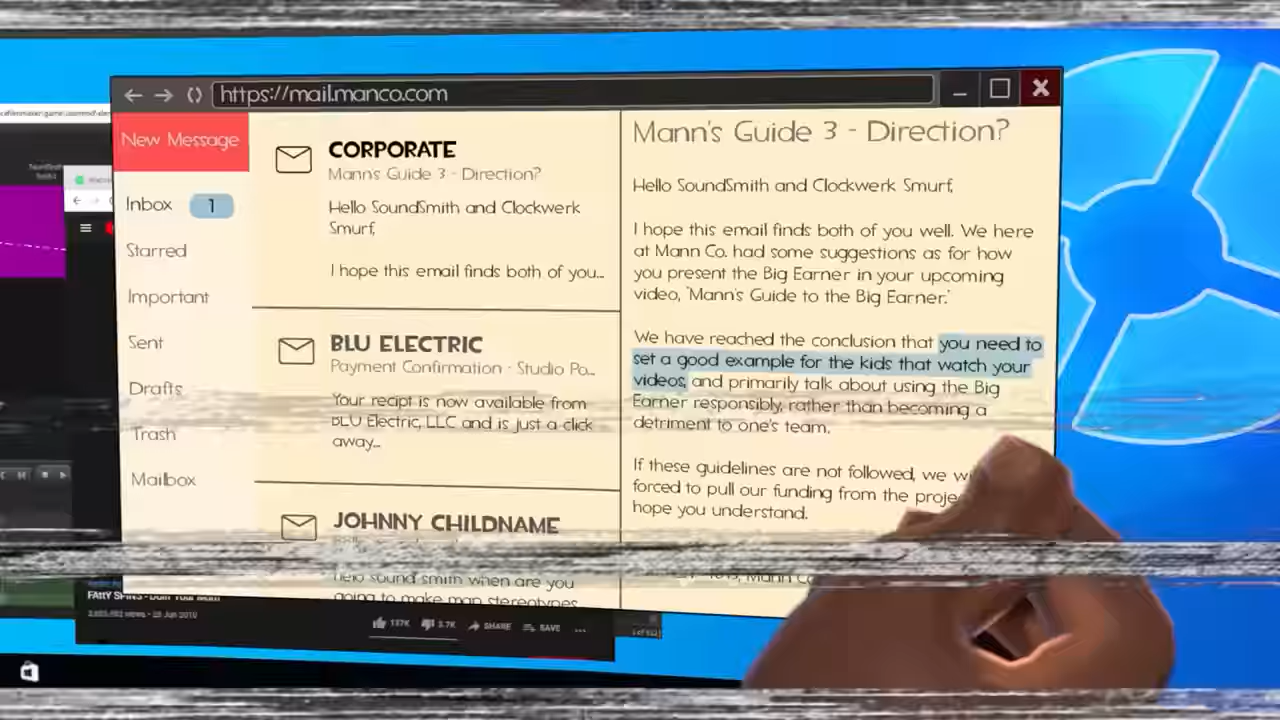 https://mail.manco.com
New Message
Inbox 1
Starred
Important
Sent
Drafts
Trash
Mailbox
CORPORATE
Mann's Guide 3 - Direction?
Hello SoundSmith and Clockwerk
Smurf,
I hope this email finds both of you...
BLU ELECTRIC
Payment Confirmation - Studio Po...
Your recipt is now available from
BLU Electric, LLC and is just a click
away...
JOHNNY CHILDNAME
hello sound smith when are you
going to make map stereotypes
Mann's Guide 3 - Direction?
Hello SoundSmith and Clockwerk Smurf,
I hope this email finds both of you well. We here
at Mann Co. had some suggestions as for how
you present the Big Earner in your upcoming
video, 'Mann's Guide to the Big Earner.'
We have reached the conclusion that you need to
set a good example for the kids that watch your
videos, and primarily talk about using the Big
Earner responsibly, rather than becoming a
detriment to one's team.
If these guidelines are not followed, we
forced to pull our funding from the
hope you understand.
Mann Co
2019
137K 3.7K SHARE SAVE ...